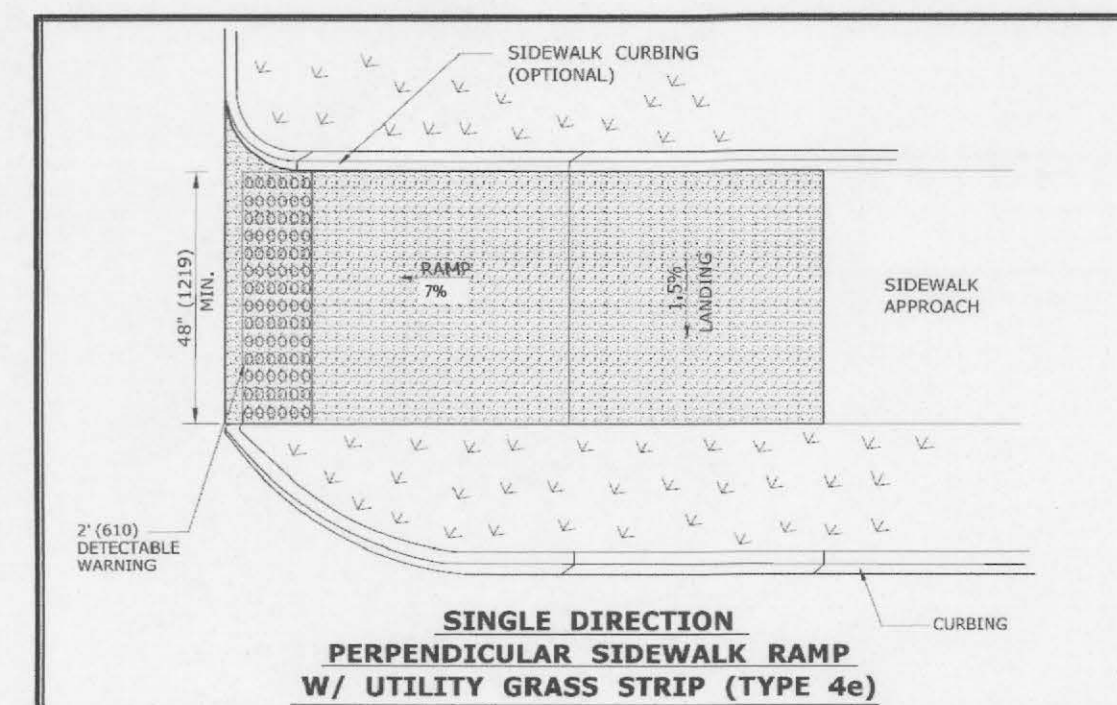 SIDEWALK CURBING
(OPTIONAL)
48" (1219)
MIN.
RAMP
7%
1.5%
LANDING
SIDEWALK
APPROACH
2' (610)
DETECTABLE
WARNING
CURBING
SINGLE DIRECTION
PERPENDICULAR SIDEWALK RAMP
W/ UTILITY GRASS STRIP (TYPE 4e)